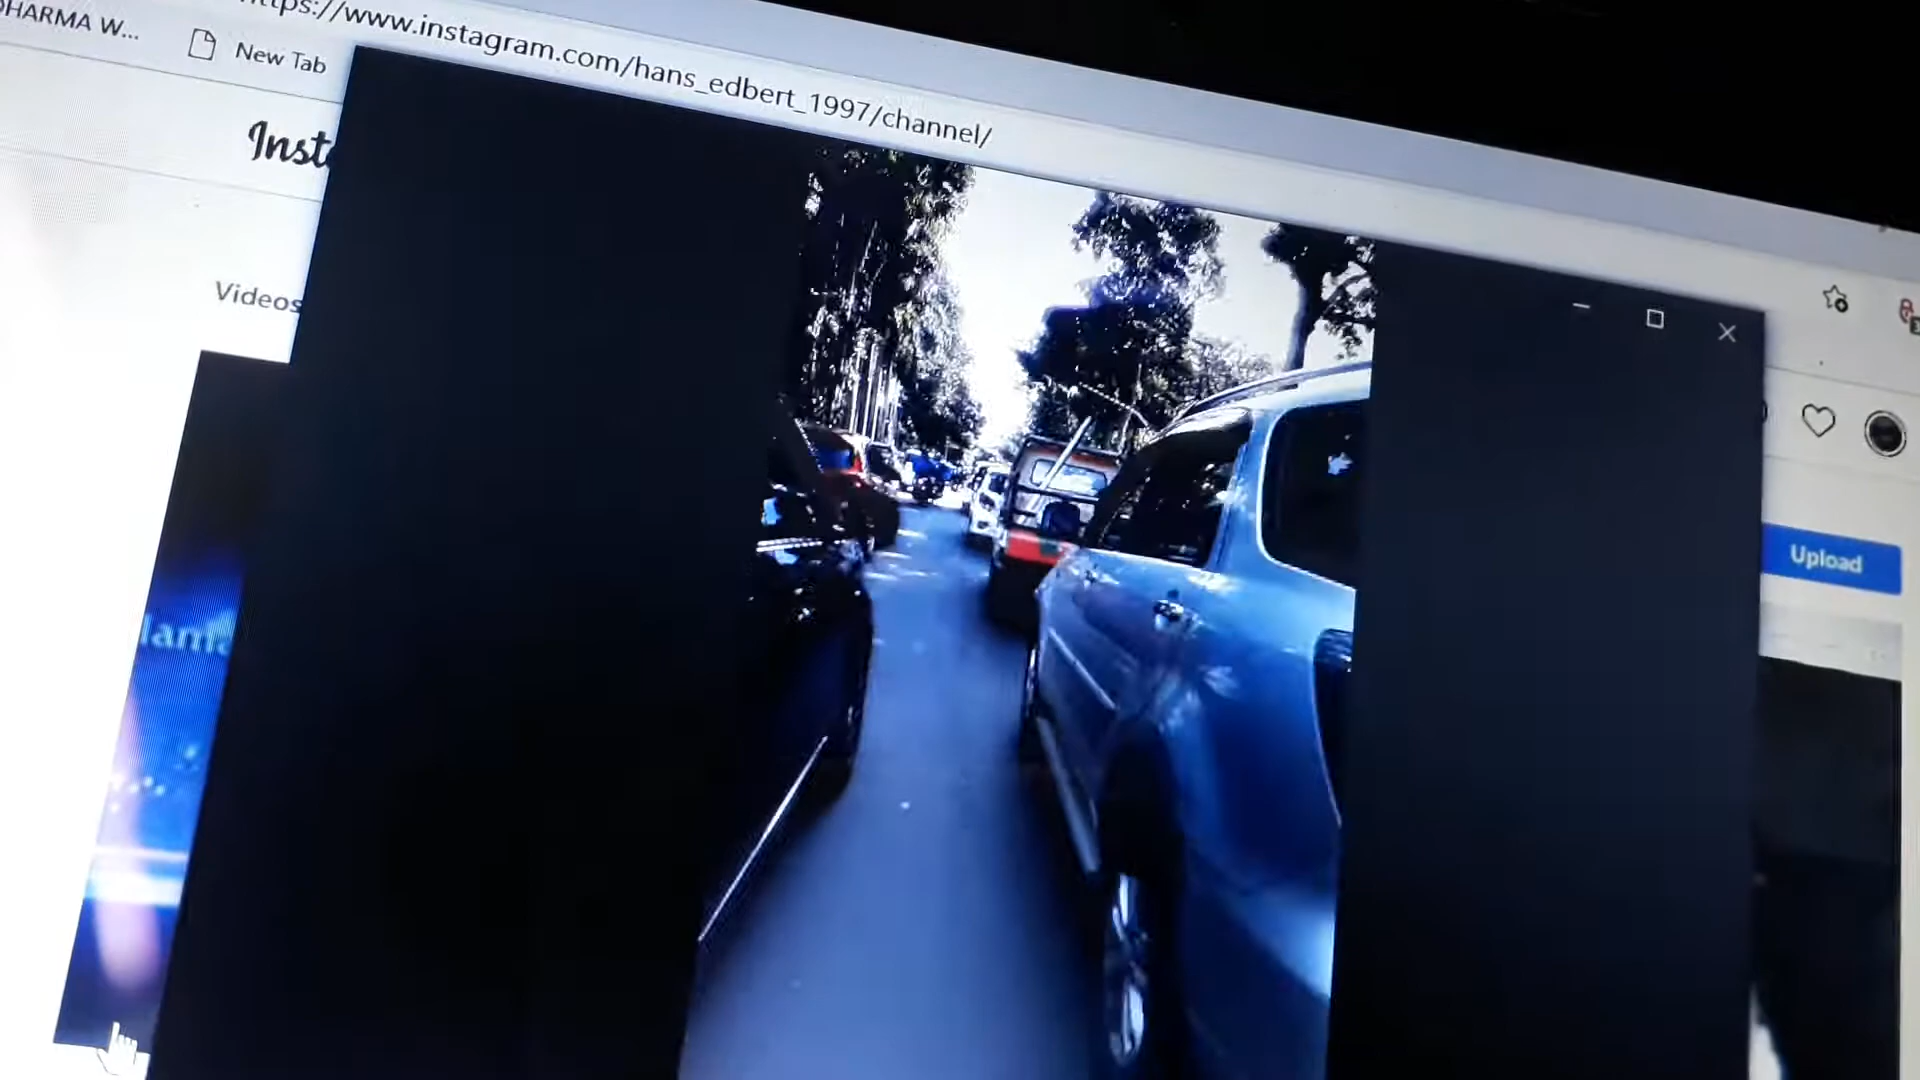 HARMA W...
New Tab
https://www.instagram.com/hans_edbert_1997/channel/
Inst
Videos
Upload